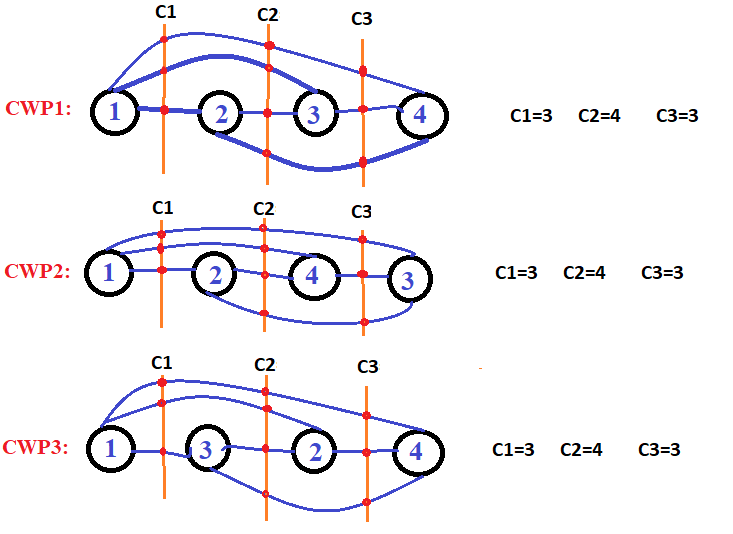 C1 C2 C3
CWP1: 1 2 3 4 C1=3 C2=4 C3=3
C1 C2 C3
CWP2: 1 2 4 3 C1=3 C2=4 C3=3
C1 C2 C3
CWP3: 1 3 2 4 C1=3 C2=4 C3=3